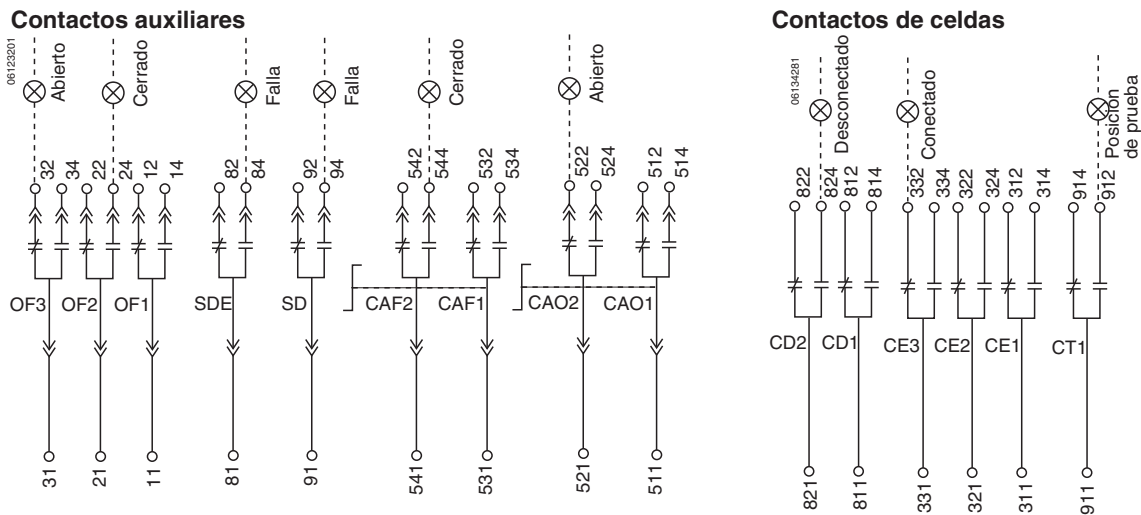 Contactos auxiliares
Contactos de celdas
06123201
Abierto
Cerrado
Falla
Falla
Cerrado
Abierto
06134281
Desconectado
Conectado
Posición
de prueba
32
34
22
24
12
14
82
84
92
94
542
544
532
534
522
524
512
514
822
824
812
814
332
334
322
324
312
314
914
912
OF3
OF2
OF1
SDE
SD
CAF2
CAF1
CAO2
CAO1
CD2
CD1
CE3
CE2
CE1
CT1
31
21
11
81
91
541
531
521
511
821
811
331
321
311
911